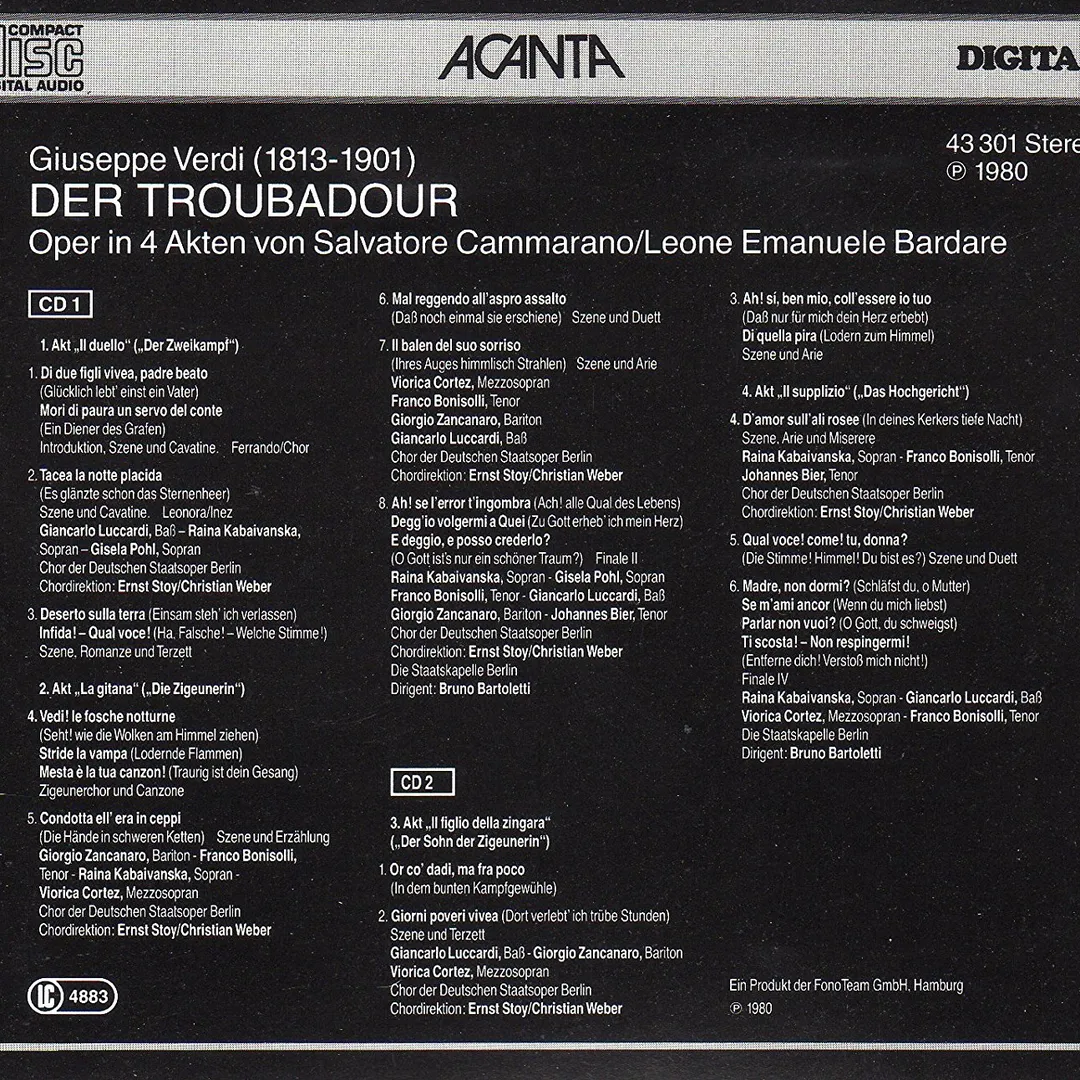 COMPACT
DISC
DIGITAL AUDIO
ACANTA
DIGITA
43 301 Stere
℗ 1980
Giuseppe Verdi (1813-1901)
DER TROUBADOUR
Oper in 4 Akten von Salvatore Cammarano/Leone Emanuele Bardare
CD 1
1. Akt „Il duello“ („Der Zweikampf“)
1. Di due figli vivea, padre beato
(Glücklich lebt' einst ein Vater)
Mori di paura un servo del conte
(Ein Diener des Grafen)
Introduktion, Szene und Cavatine. Ferrando/Chor
2. Tacea la notte placida
(Es glänzte schon das Sternenheer)
Szene und Cavatine. Leonora/Inez
Giancarlo Luccardi, Baß – Raina Kabaivanska,
Sopran – Gisela Pohl, Sopran
Chor der Deutschen Staatsoper Berlin
Chordirektion: Ernst Stoy/Christian Weber
3. Deserto sulla terra (Einsam steh' ich verlassen)
Infida! – Qual voce! (Ha, Falsche! – Welche Stimme!)
Szene, Romanze und Terzett
2. Akt „La gitana“ („Die Zigeunerin“)
4. Vedi! le fosche notturne
(Seht! wie die Wolken am Himmel ziehen)
Stride la vampa (Lodernde Flammen)
Mesta è la tua canzon! (Traurig ist dein Gesang)
Zigeunerchor und Canzone
5. Condotta ell' era in ceppi
(Die Hände in schweren Ketten) Szene und Erzählung
Giorgio Zancanaro, Bariton - Franco Bonisolli,
Tenor - Raina Kabaivanska, Sopran -
Viorica Cortez, Mezzosopran
Chor der Deutschen Staatsoper Berlin
Chordirektion: Ernst Stoy/Christian Weber
LC 4883
6. Mal reggendo all'aspro assalto
(Daß noch einmal sie erschiene) Szene und Duett
7. Il balen del suo sorriso
(Ihres Auges himmlisch Strahlen) Szene und Arie
Viorica Cortez, Mezzosopran
Franco Bonisolli, Tenor
Giorgio Zancanaro, Bariton
Giancarlo Luccardi, Baß
Chor der Deutschen Staatsoper Berlin
Chordirektion: Ernst Stoy/Christian Weber
8. Ah! se l'error t'ingombra (Ach! alle Qual des Lebens)
Degg'io volgermi a Quei (Zu Gott erheb' ich mein Herz)
E deggio, e posso crederlo?
(O Gott ist's nur ein schöner Traum?) Finale II
Raina Kabaivanska, Sopran - Gisela Pohl, Sopran
Franco Bonisolli, Tenor - Giancarlo Luccardi, Baß
Giorgio Zancanaro, Bariton - Johannes Bier, Tenor
Chor der Deutschen Staatsoper Berlin
Chordirektion: Ernst Stoy/Christian Weber
Die Staatskapelle Berlin
Dirigent: Bruno Bartoletti
CD 2
3. Akt „Il figlio della zingara“
(„Der Sohn der Zigeunerin“)
1. Or co' dadi, ma fra poco
(In dem bunten Kampfgewühle)
2. Giorni poveri vivea (Dort verlebt' ich trübe Stunden)
Szene und Terzett
Giancarlo Luccardi, Baß - Giorgio Zancanaro, Bariton
Viorica Cortez, Mezzosopran
Chor der Deutschen Staatsoper Berlin
Chordirektion: Ernst Stoy/Christian Weber
3. Ah! sí, ben mio, coll'essere io tuo
(Daß nur für mich dein Herz erbebt)
Di quella pira (Lodern zum Himmel)
Szene und Arie
4. Akt „Il supplizio“ („Das Hochgericht“)
4. D'amor sull'ali rosee (In deines Kerkers tiefe Nacht)
Szene, Arie und Miserere
Raina Kabaivanska, Sopran - Franco Bonisolli, Tenor
Johannes Bier, Tenor
Chor der Deutschen Staatsoper Berlin
Chordirektion: Ernst Stoy/Christian Weber
5. Qual voce! come! tu, donna?
(Die Stimme! Himmel! Du bist es?) Szene und Duett
6. Madre, non dormi? (Schläfst du, o Mutter)
Se m'ami ancor (Wenn du mich liebst)
Parlar non vuoi? (O Gott, du schweigst)
Ti scosta! – Non respingermi!
(Entferne dich! Verstoß mich nicht!)
Finale IV
Raina Kabaivanska, Sopran - Giancarlo Luccardi, Baß
Viorica Cortez, Mezzosopran - Franco Bonisolli, Tenor
Die Staatskapelle Berlin
Dirigent: Bruno Bartoletti
Ein Produkt der FonoTeam GmbH, Hamburg
℗ 1980